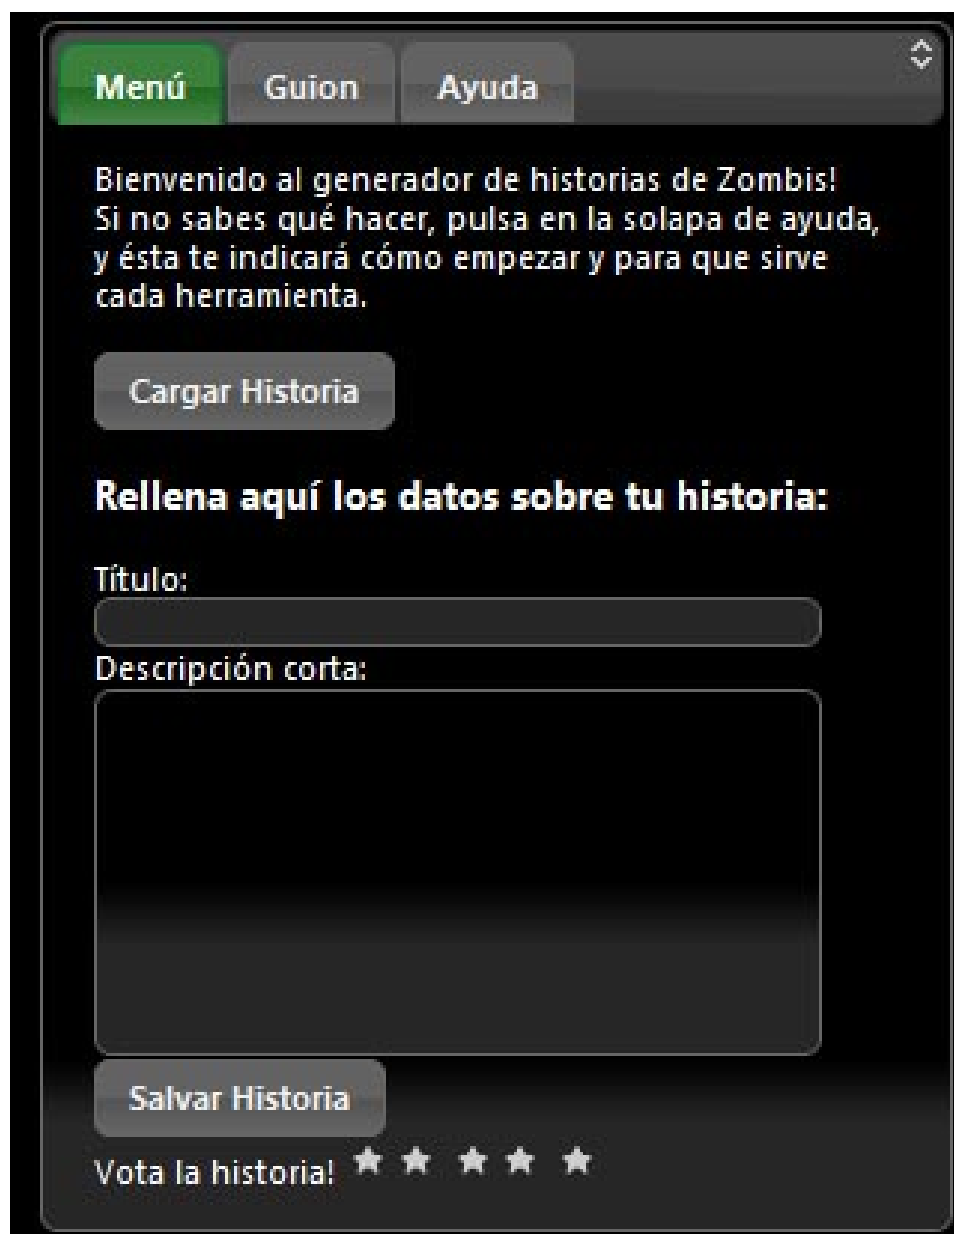 Menú Guion Ayuda
Bienvenido al generador de historias de Zombis!
Si no sabes qué hacer, pulsa en la solapa de ayuda,
y ésta te indicará cómo empezar y para que sirve
cada herramienta.
Cargar Historia
Rellena aquí los datos sobre tu historia:
Título:
Descripción corta:
Salvar Historia
Vota la historia!